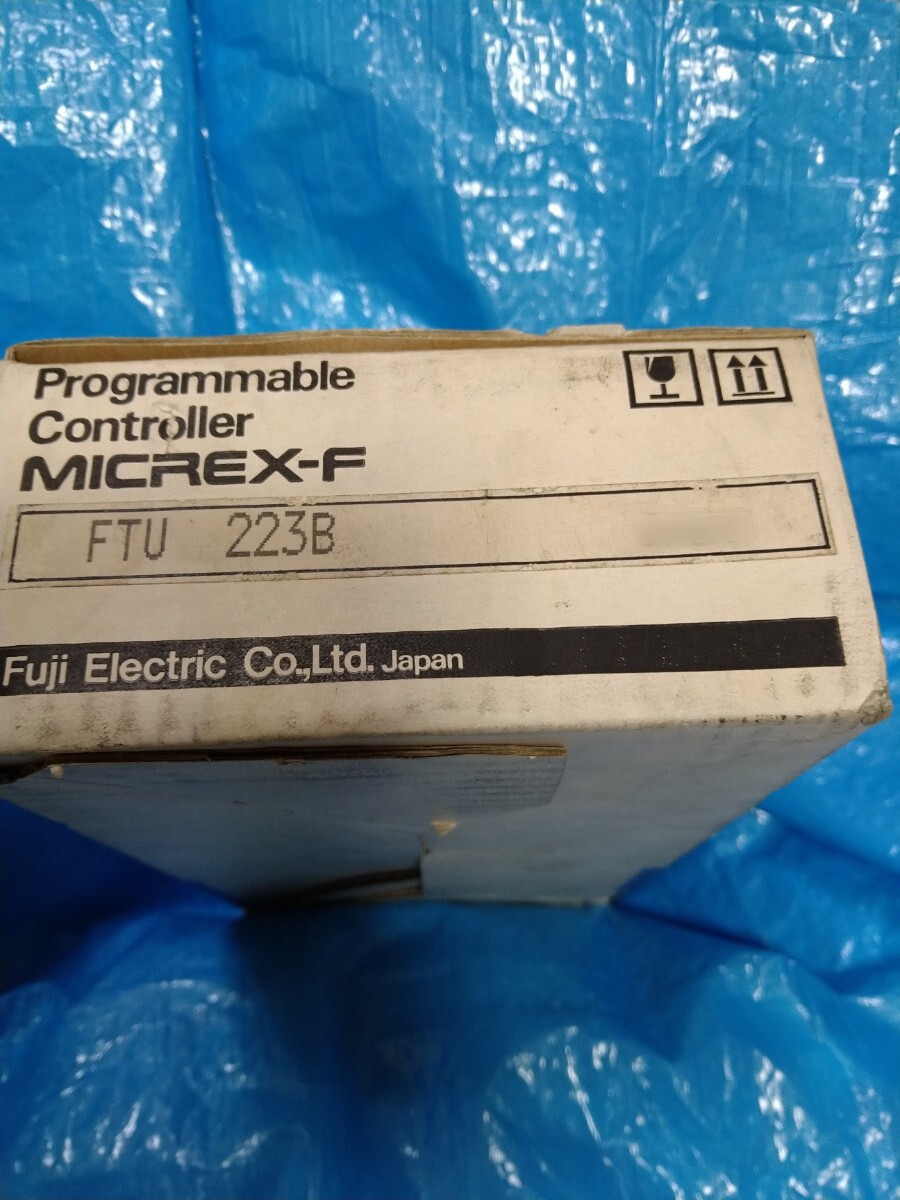 Programmable
Controller
MICREX-F
FTU 223B
Fuji Electric Co.,Ltd. Japan